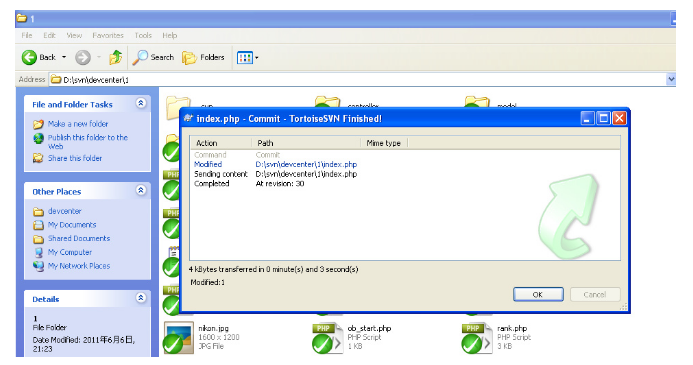 1
File Edit View Favorites Tools Help
Back Search Folders
Address D:\svn\devcenter\1
File and Folder Tasks
Make a new folder
Publish this folder to the Web
Share this folder
Other Places
devcenter
My Documents
Shared Documents
My Computer
My Network Places
Details
1
File Folder
Date Modified: 2011年6月6日,
21:23
index.php - Commit - TortoiseSVN Finished!
Action Path Mime type
Command Commit
Modified D:\svn\devcenter\1\index.php
Sending content D:\svn\devcenter\1\index.php
Completed At revision: 30
4 kBytes transferred in 0 minute(s) and 3 second(s)
Modified:1
OK Cancel
nikon.jpg
1600 x 1200
JPG File
PHP
ob_start.php
PHP Script
1 KB
PHP
rank.php
PHP Script
3 KB